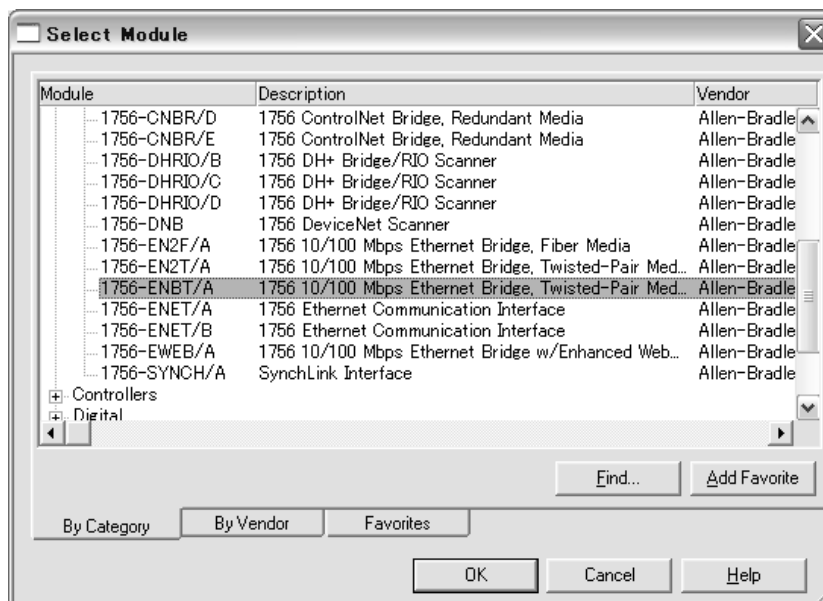 Select Module
Module Description Vendor
1756-CNBR/D 1756 ControlNet Bridge, Redundant Media Allen-Bradle
1756-CNBR/E 1756 ControlNet Bridge, Redundant Media Allen-Bradle
1756-DHRIO/B 1756 DH+ Bridge/RIO Scanner Allen-Bradle
1756-DHRIO/C 1756 DH+ Bridge/RIO Scanner Allen-Bradle
1756-DHRIO/D 1756 DH+ Bridge/RIO Scanner Allen-Bradle
1756-DNB 1756 DeviceNet Scanner Allen-Bradle
1756-EN2F/A 1756 10/100 Mbps Ethernet Bridge, Fiber Media Allen-Bradle
1756-EN2T/A 1756 10/100 Mbps Ethernet Bridge, Twisted-Pair Med... Allen-Bradle
1756-ENBT/A 1756 10/100 Mbps Ethernet Bridge, Twisted-Pair Med... Allen-Bradle
1756-ENET/A 1756 Ethernet Communication Interface Allen-Bradle
1756-ENET/B 1756 Ethernet Communication Interface Allen-Bradle
1756-EWEB/A 1756 10/100 Mbps Ethernet Bridge w/Enhanced Web... Allen-Bradle
1756-SYNCH/A SynchLink Interface Allen-Bradle
Controllers
Digital
Find... Add Favorite
By Category By Vendor Favorites
OK Cancel Help